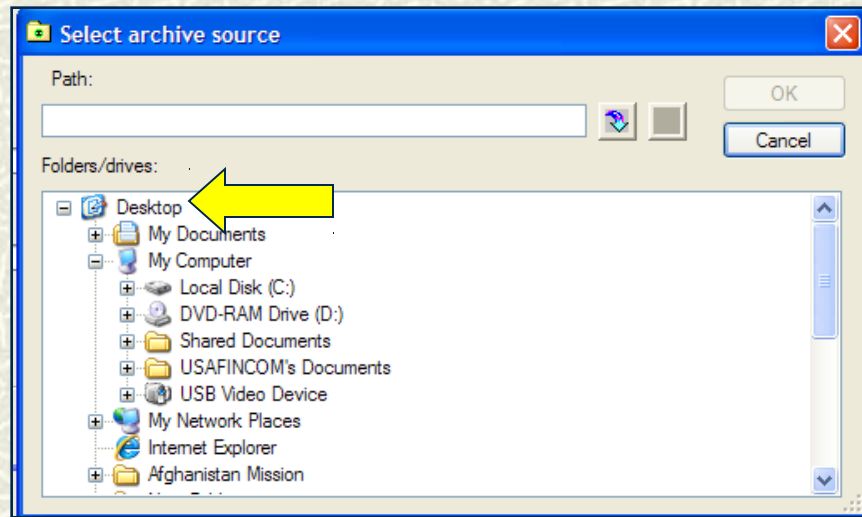 Select archive source
Path:
OK
Cancel
Folders/drives:
Desktop
My Documents
My Computer
Local Disk (C:)
DVD-RAM Drive (D:)
Shared Documents
USAFINCOM's Documents
USB Video Device
My Network Places
Internet Explorer
Afghanistan Mission